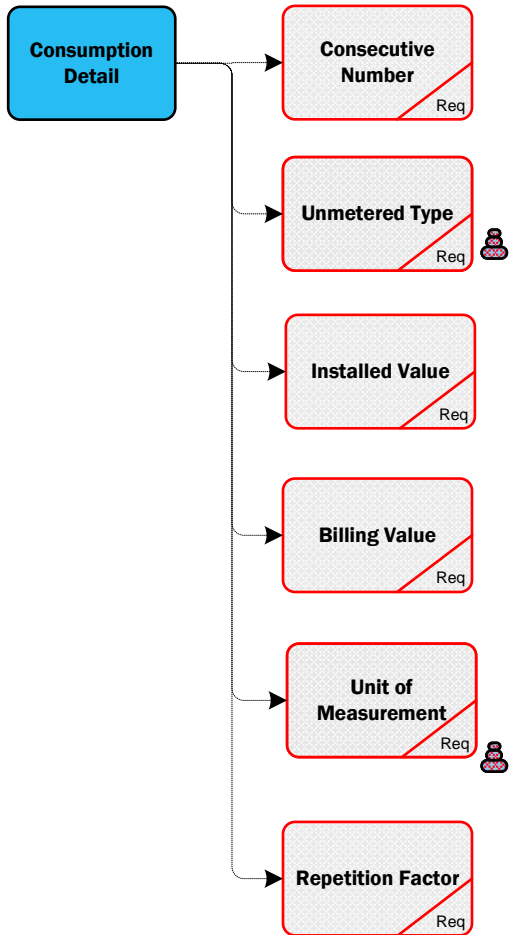 Consumption
Detail
Consecutive
Number
Req
Unmetered Type
Req
Installed Value
Req
Billing Value
Req
Unit of
Measurement
Req
Repetition Factor
Req